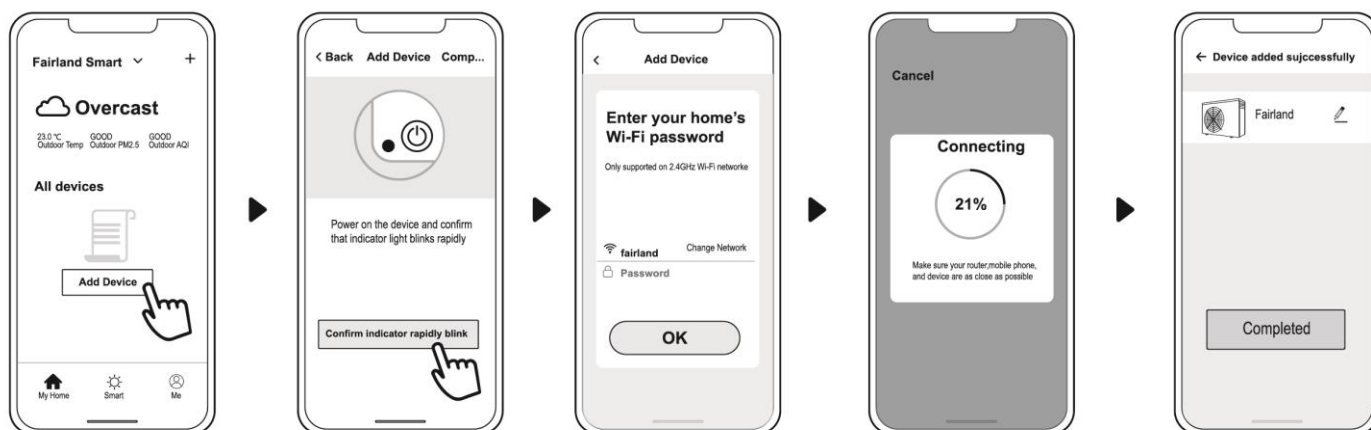 Fairland Smart
+
Overcast
23.0 °C GOOD GOOD
Outdoor Temp Outdoor PM2.5 Outdoor AQI
All devices
Add Device
My Home Smart Me
< Back Add Device Comp...
Power on the device and confirm
that indicator light blinks rapidly
Confirm indicator rapidly blink
< Add Device
Enter your home's
Wi-Fi password
Only supported on 2.4GHz Wi-Fi networke
fairland Change Network
Password
OK
Cancel
Connecting
21%
Make sure your router,mobile phone,
and device are as close as possible
← Device added sujccessfully
Fairland
Completed